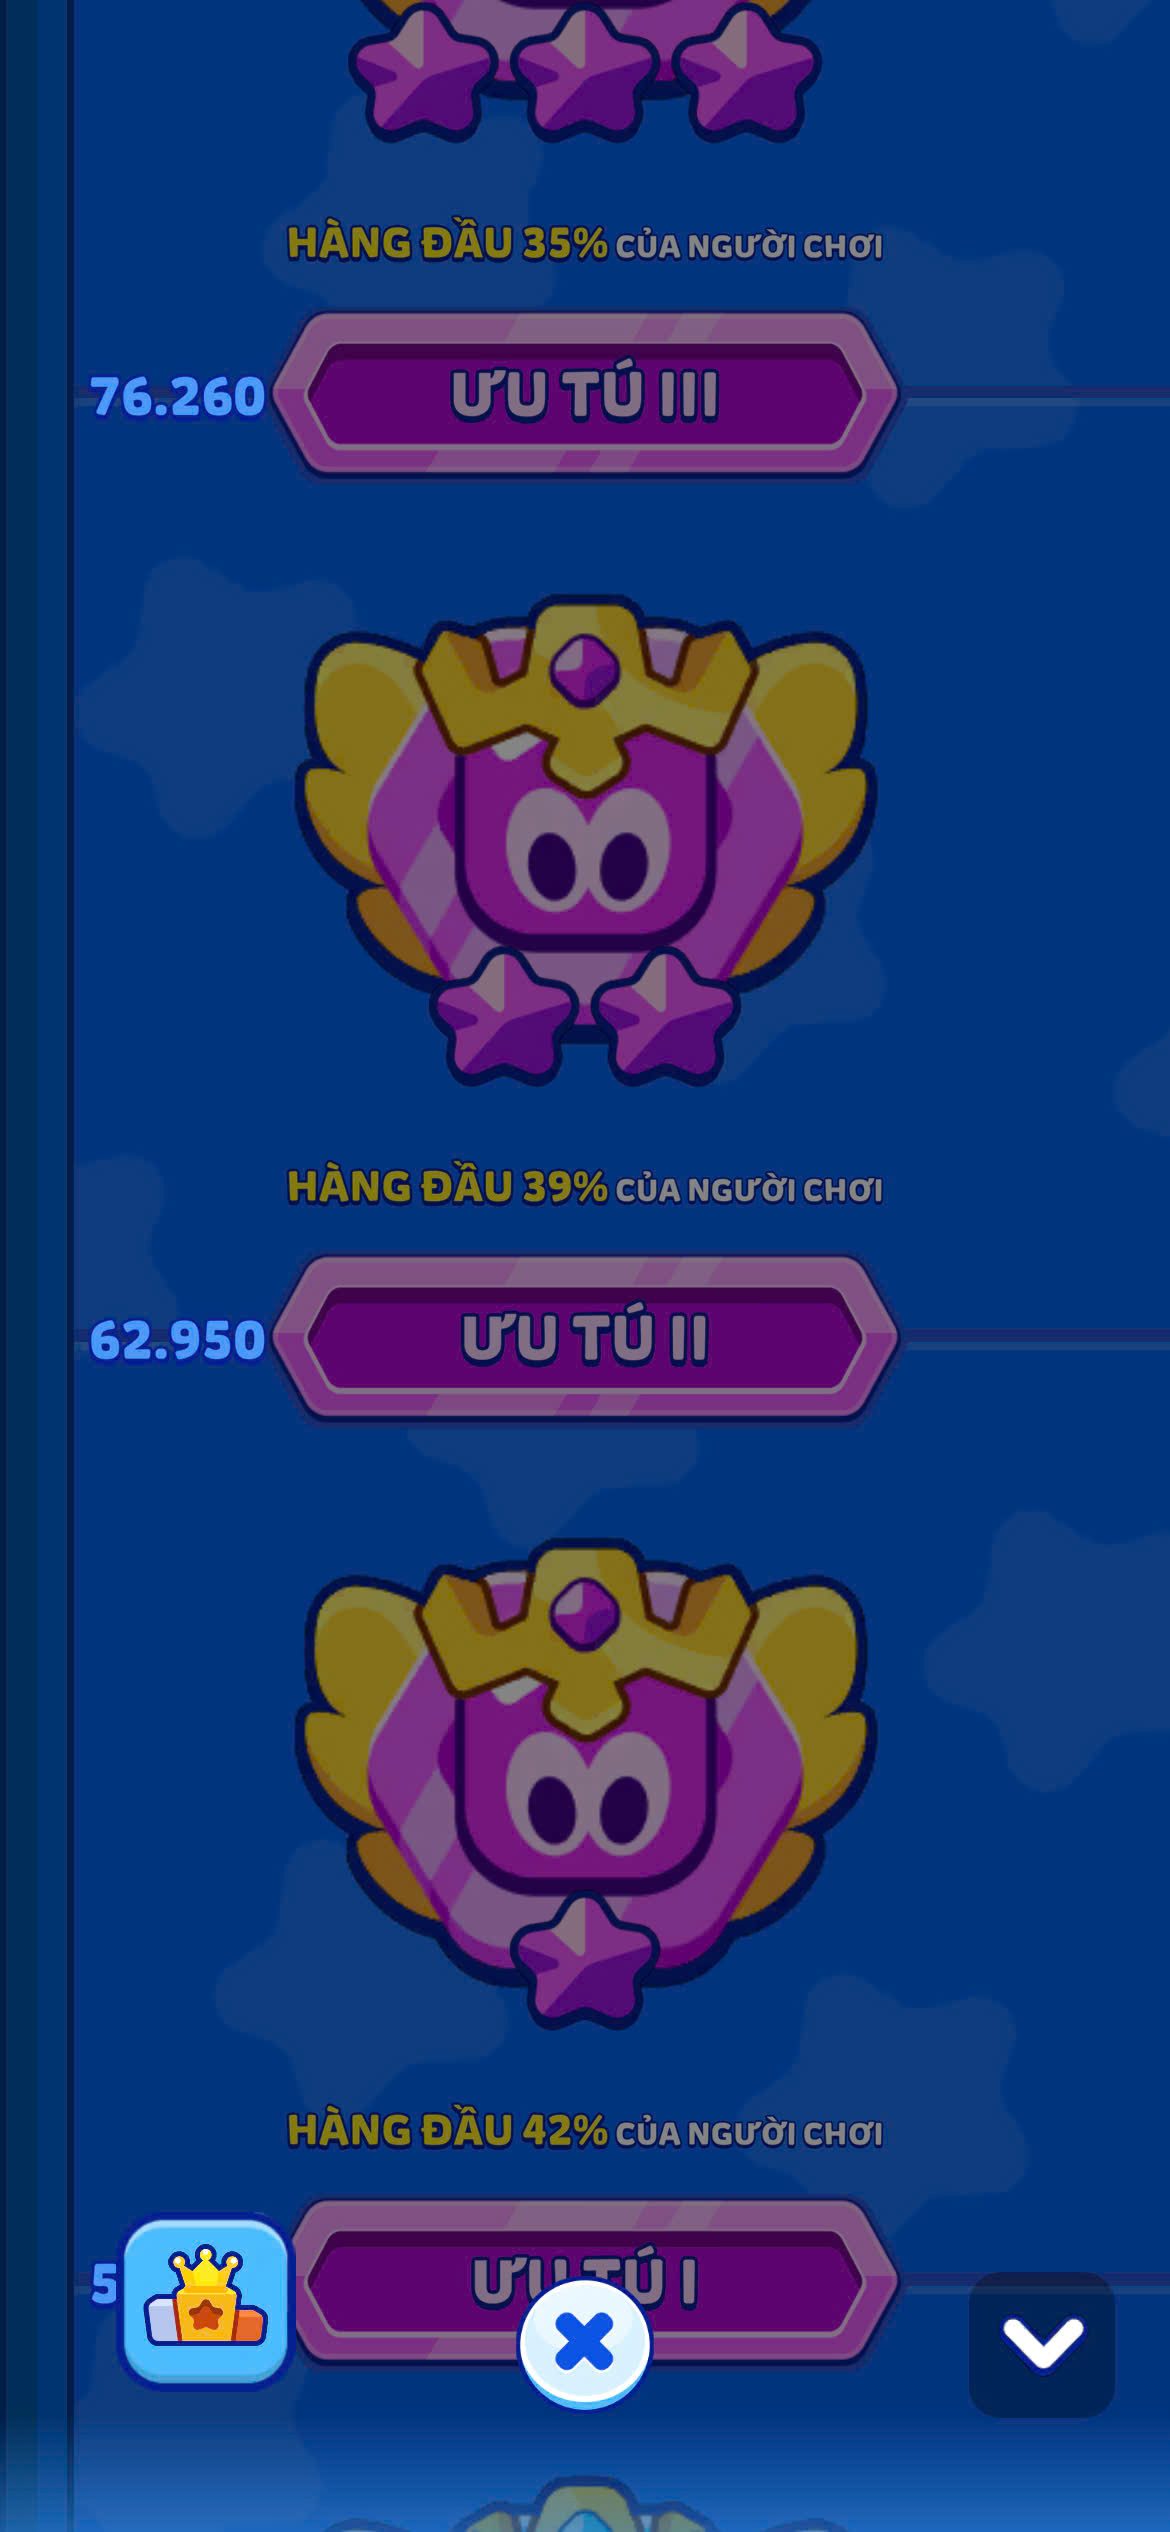 HÀNG ĐẦU 35% CỦA NGƯỜI CHƠI
76.260 ƯU TÚ III
HÀNG ĐẦU 39% CỦA NGƯỜI CHƠI
62.950 ƯU TÚ II
HÀNG ĐẦU 42% CỦA NGƯỜI CHƠI
ƯU TÚ I